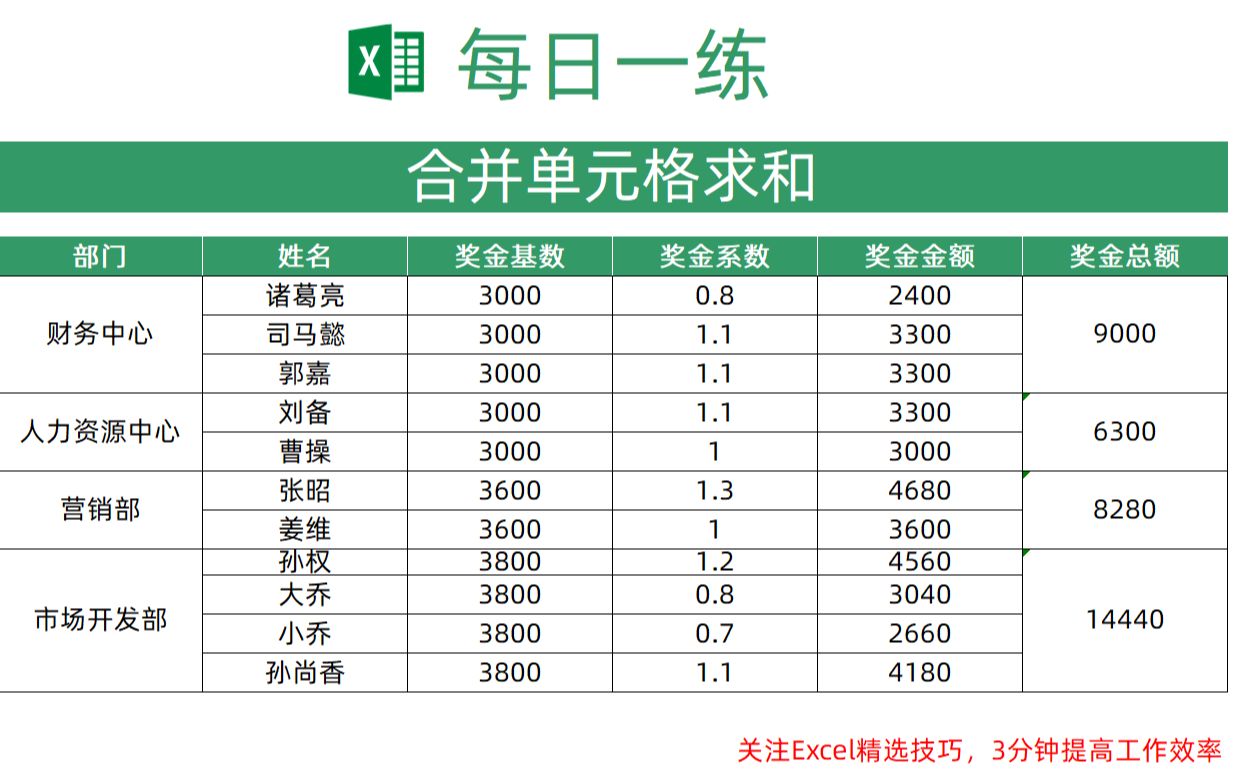 X 每日一练
合并单元格求和
部门 姓名 奖金基数 奖金系数 奖金金额 奖金总额
财务中心 诸葛亮 3000 0.8 2400 9000
司马懿 3000 1.1 3300
郭嘉 3000 1.1 3300
人力资源中心 刘备 3000 1.1 3300 6300
曹操 3000 1 3000
营销部 张昭 3600 1.3 4680 8280
姜维 3600 1 3600
市场开发部 孙权 3800 1.2 4560 14440
大乔 3800 0.8 3040
小乔 3800 0.7 2660
孙尚香 3800 1.1 4180
关注Excel精选技巧，3分钟提高工作效率